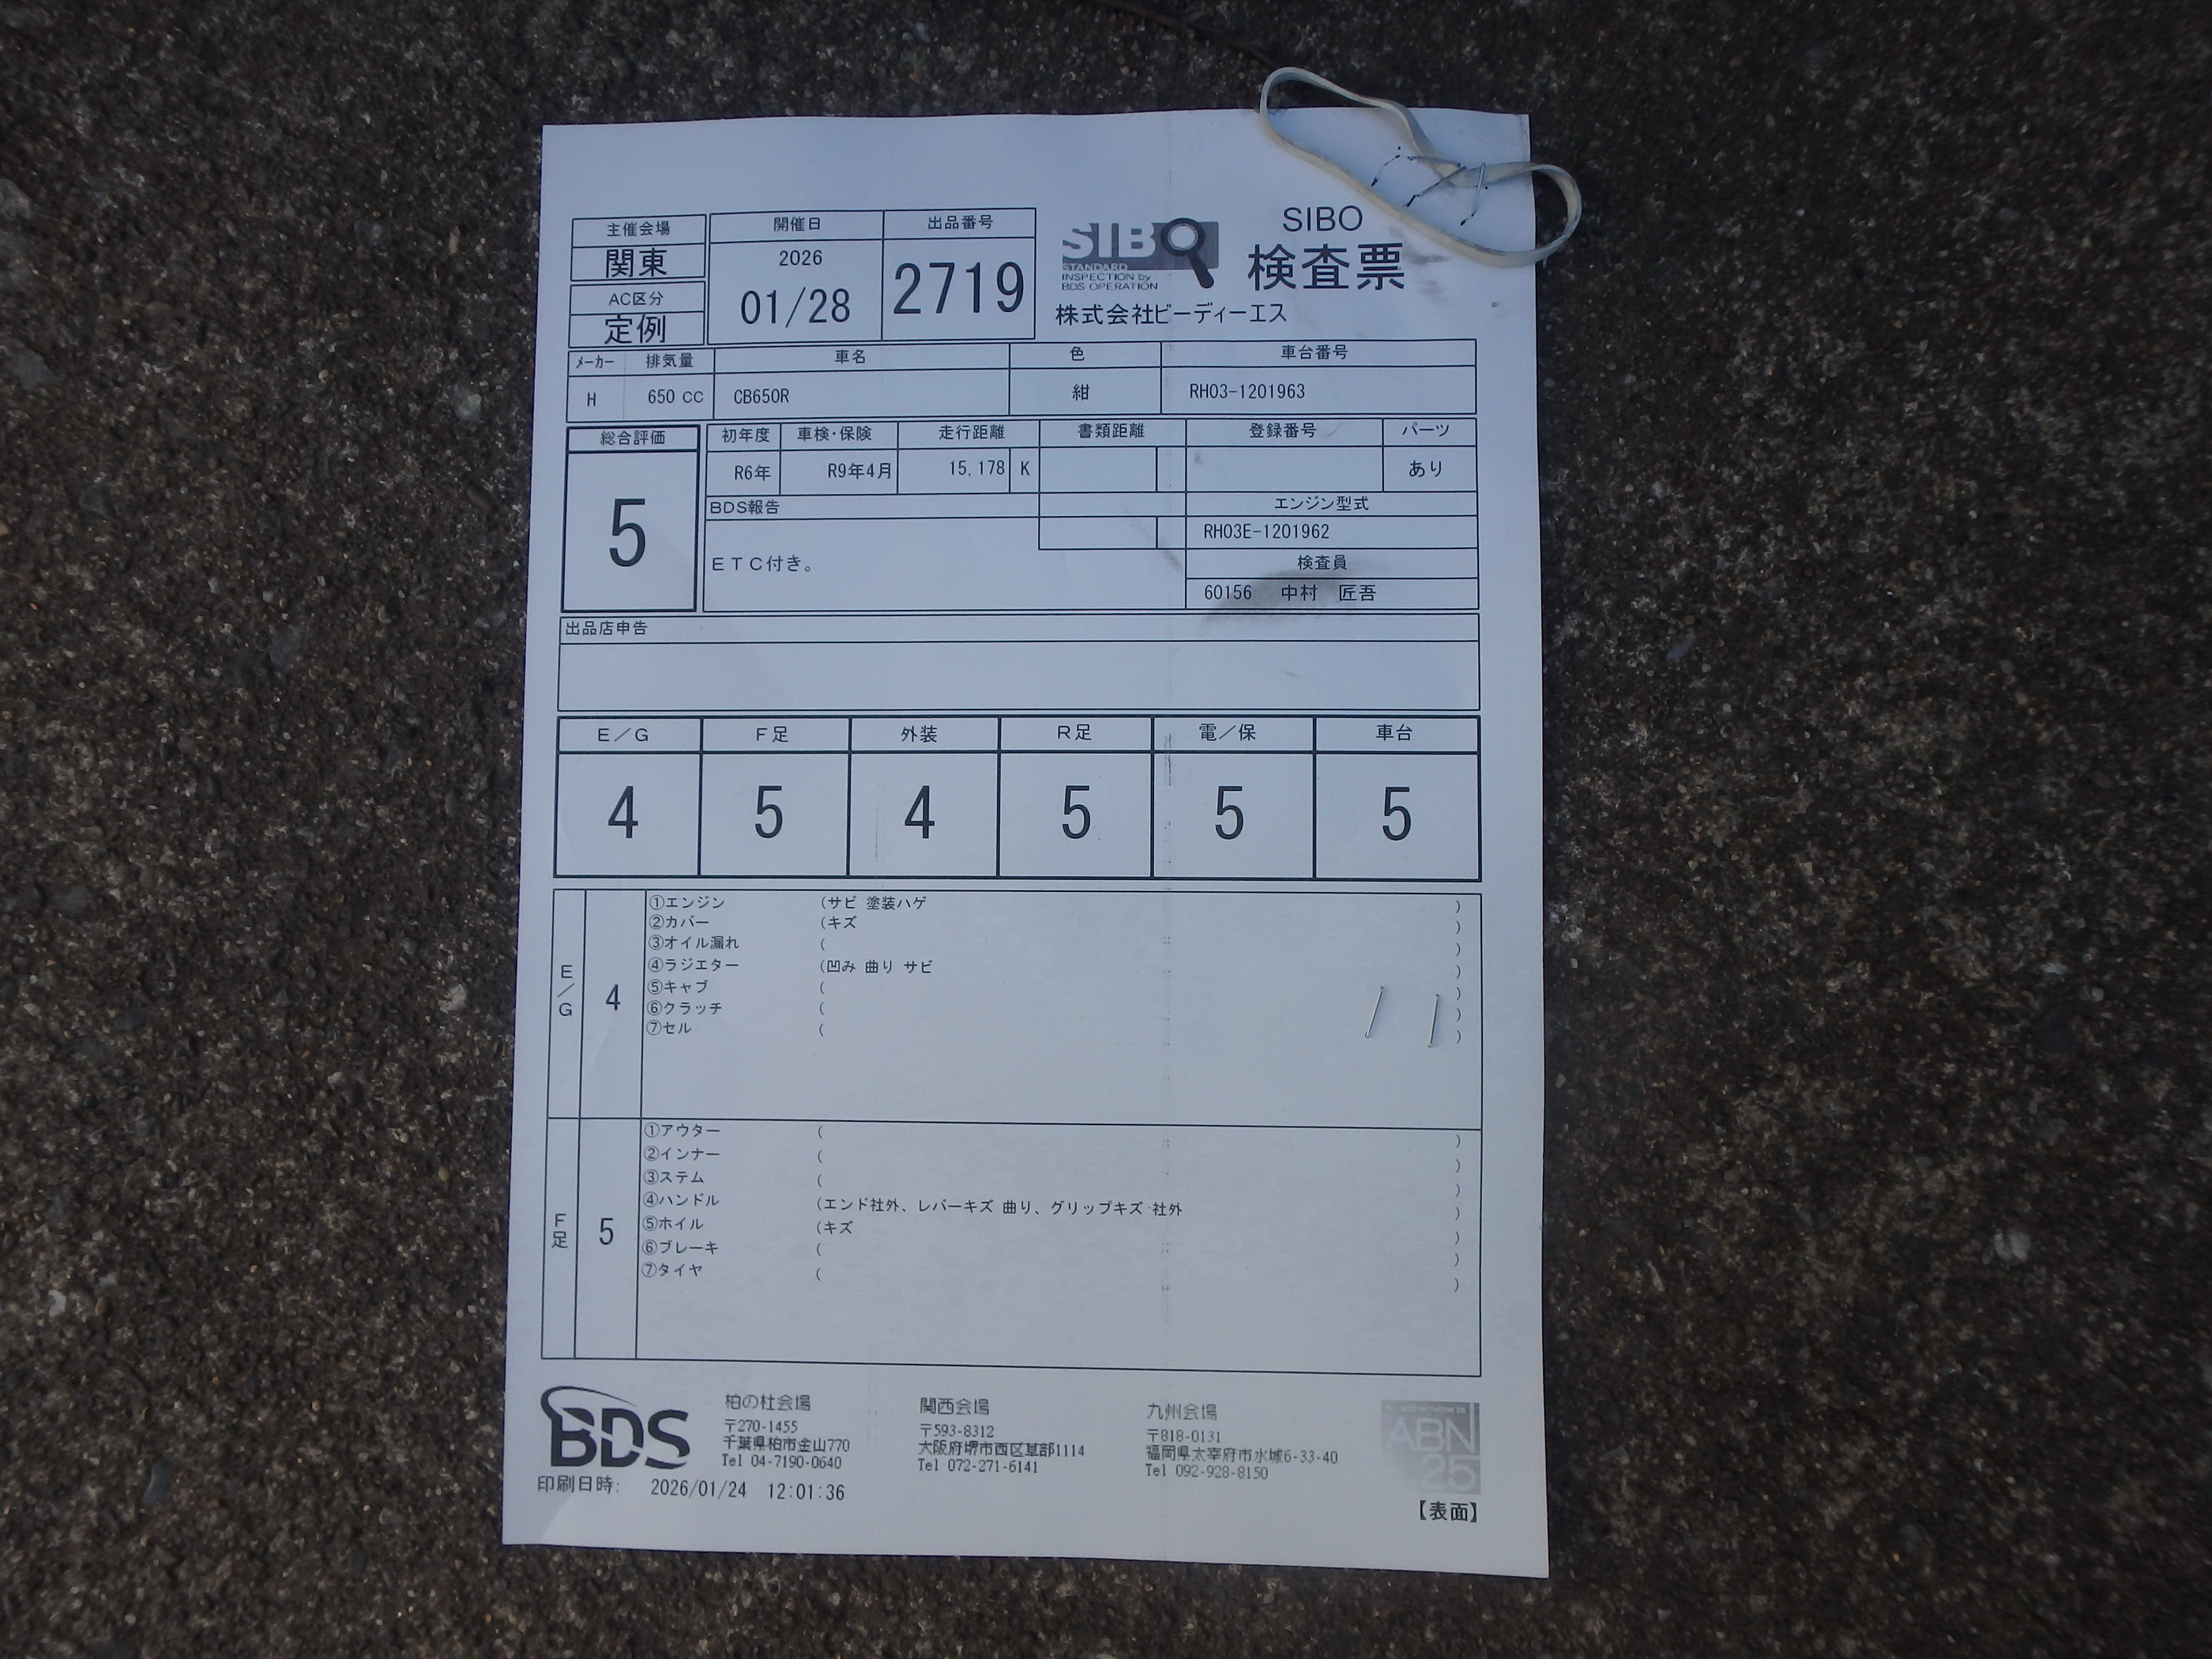 主催会場
関東
AC区分
定例
開催日
2026
01/28
出品番号
2719
SIBO
STANDARD
INSPECTION by
BDS OPERATION
SIBO
検査票
株式会社ビーディーエス
メーカー 排気量 車名 色 車台番号
H 650 CC CB650R 紺 RH03-1201963
総合評価
5
初年度 車検・保険 走行距離 書類距離 登録番号 パーツ
R6年 R9年4月 15,178 K あり
BDS報告
ETC付き。
エンジン型式
RH03E-1201962
検査員
60156 中村 匠吾
出品店申告
E/G F足 外装 R足 電/保 車台
4 5 4 5 5 5
E/G
4
①エンジン (サビ 塗装ハゲ )
②カバー (キズ )
③オイル漏れ ( )
④ラジエター (凹み 曲り サビ )
⑤キャブ ( )
⑥クラッチ ( )
⑦セル ( )
F足
5
①アウター ( )
②インナー ( )
③ステム ( )
④ハンドル (エンド社外、レバーキズ 曲り、グリップキズ 社外 )
⑤ホイル (キズ )
⑥ブレーキ ( )
⑦タイヤ ( )
BDS
柏の杜会場
〒270-1455
千葉県柏市金山770
Tel 04-7190-0640
関西会場
〒593-8312
大阪府堺市西区草部1114
Tel 072-271-6141
九州会場
〒818-0131
福岡県太宰府市水城6-33-40
Tel 092-928-8150
ABN
25
印刷日時: 2026/01/24 12:01:36
【表面】